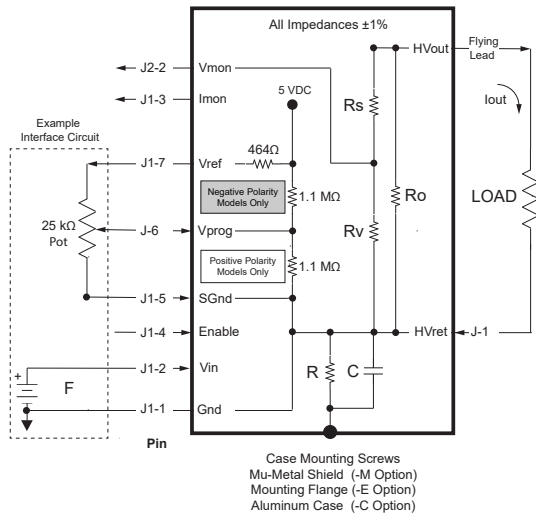 All Impedances ±1%
HVout
Flying
Lead
J2-2
Vmon
J1-3
Imon
5 VDC
Rs
Iout
Example
Interface Circuit
J1-7
Vref
464Ω
Negative Polarity
Models Only
1.1 MΩ
Ro
LOAD
25 kΩ
Pot
J-6
Vprog
Rv
Positive Polarity
Models Only
1.1 MΩ
J1-5
SGnd
J1-4
Enable
HVret
J-1
J1-2
Vin
R
C
+
F
J1-1
Gnd
Pin
Case Mounting Screws
Mu-Metal Shield (-M Option)
Mounting Flange (-E Option)
Aluminum Case (-C Option)